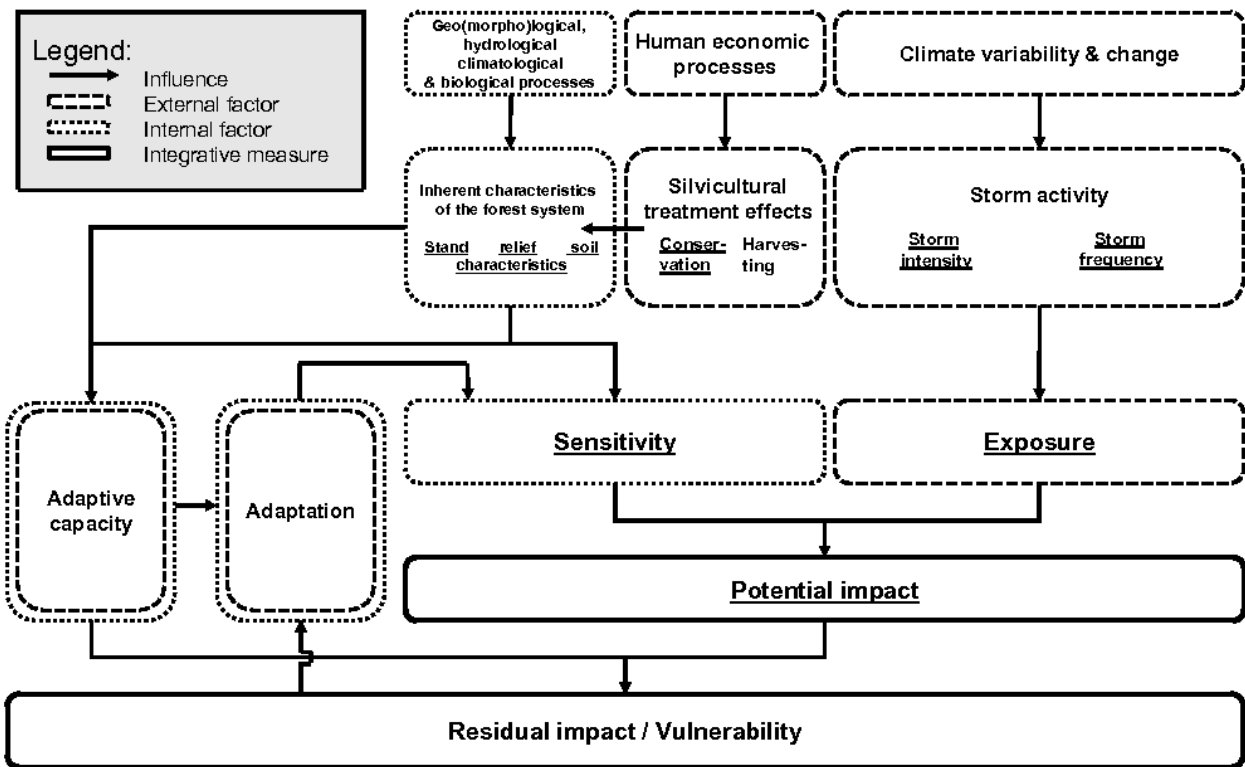 Legend:
Influence
External factor
Internal factor
Integrative measure
Geo(morpho)logical,
hydrological
climatological
& biological processes
Human economic
processes
Climate variability & change
Inherent characteristics
of the forest system
Stand relief soil
characteristics
Silvicultural
treatment effects
Conser- Harves-
vation ting
Storm activity
Storm
intensity
Storm
frequency
Adaptive
capacity
Adaptation
Sensitivity
Exposure
Potential impact
Residual impact / Vulnerability